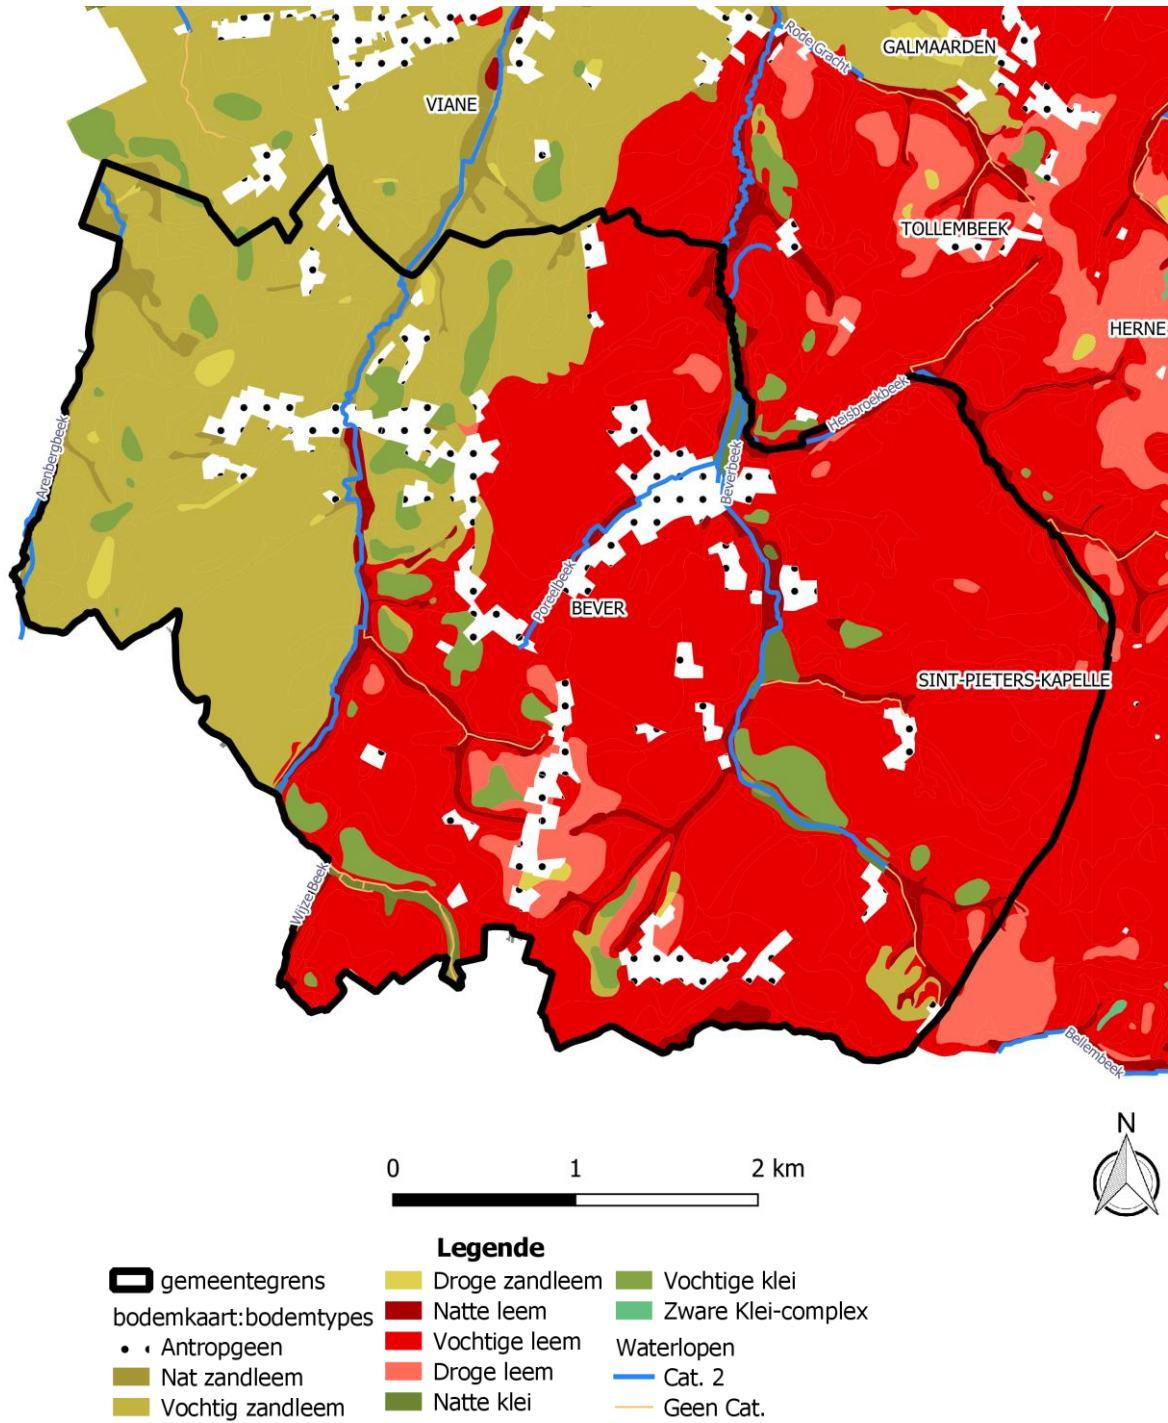 Rode Gracht
GALMAARDEN
VIANE
TOLLEMBEEK
HERNE
Heisbroekbeek
Arenbergbeek
Beverbeek
Poreelbeek
BEVER
SINT-PIETERS-KAPELLE
Wijze Beek
Bellembeek
N
0 1 2 km
Legende
gemeentegrens
bodemkaart:bodemtypes
Antropgeen
Nat zandleem
Vochtig zandleem
Droge zandleem
Natte leem
Vochtige leem
Droge leem
Natte klei
Vochtige klei
Zware Klei-complex
Waterlopen
Cat. 2
Geen Cat.